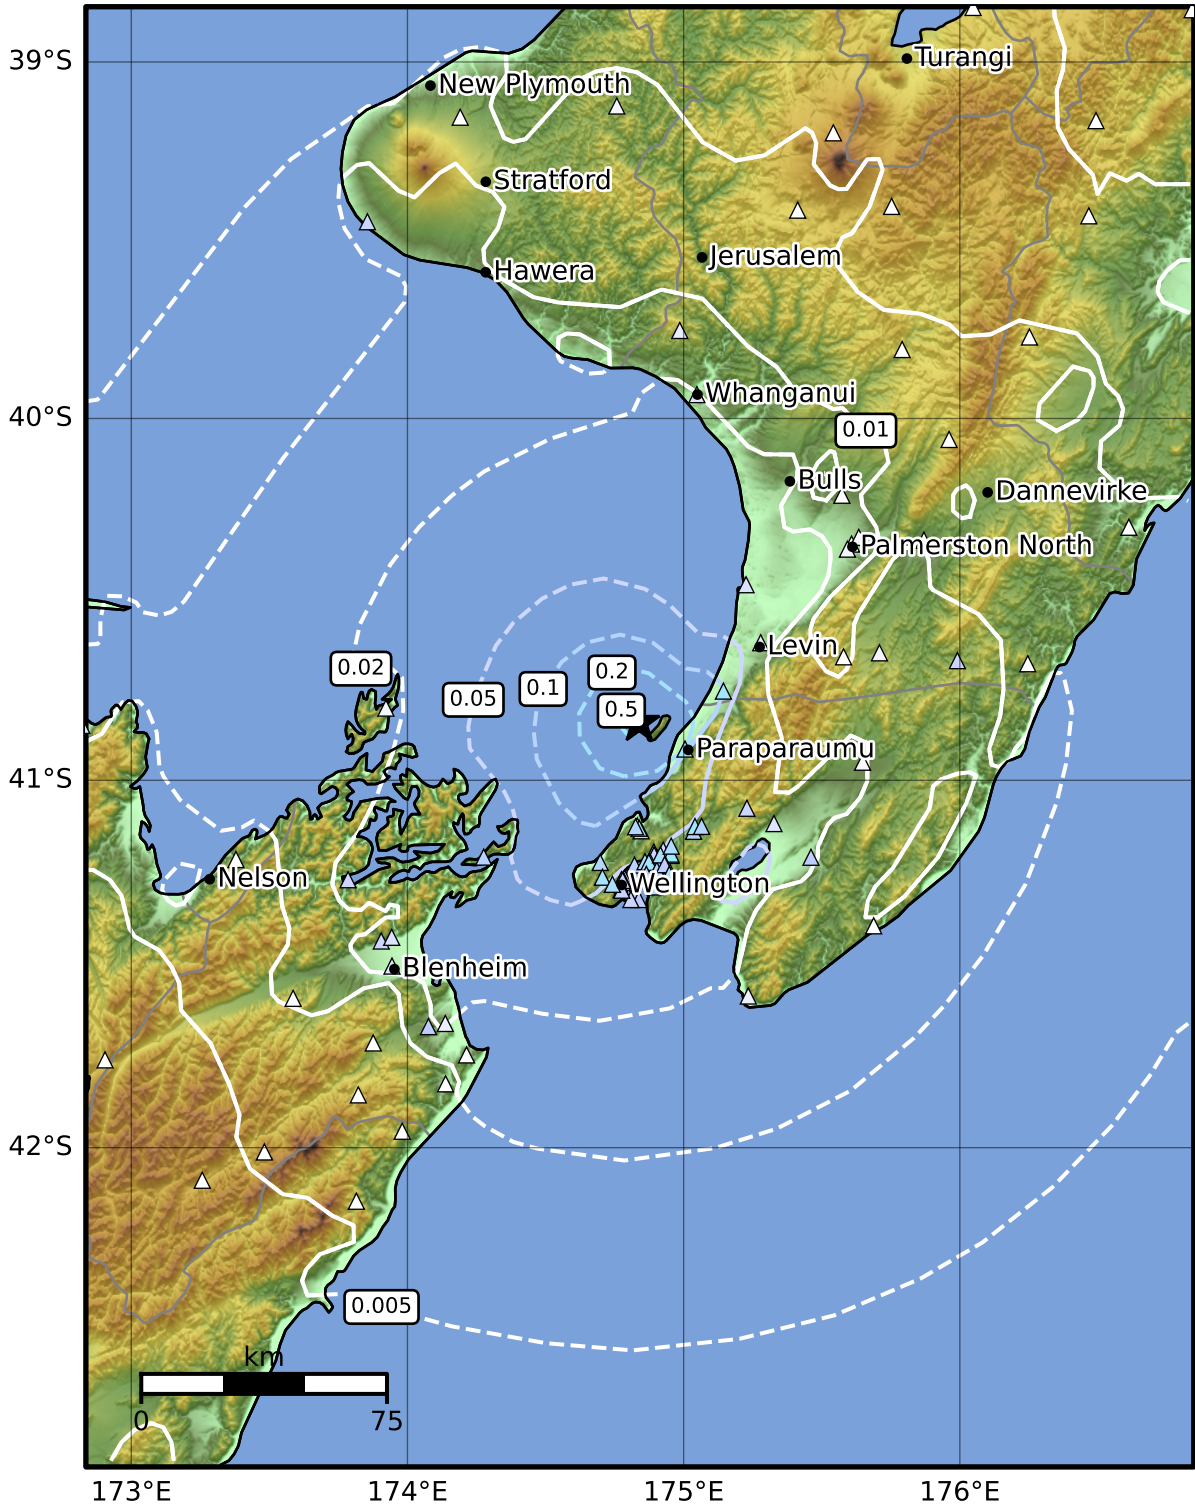 39°S
Turangi
New Plymouth
Stratford
Jerusalem
Hawera
Whanganui
40°S
0.01
Bulls
Dannevirke
Palmerston North
Levin
0.02
0.2
0.1
0.05
0.5
Paraparaumu
41°S
Nelson
Wellington
Blenheim
42°S
0.005
km
0
75
173°E
174°E
175°E
176°E